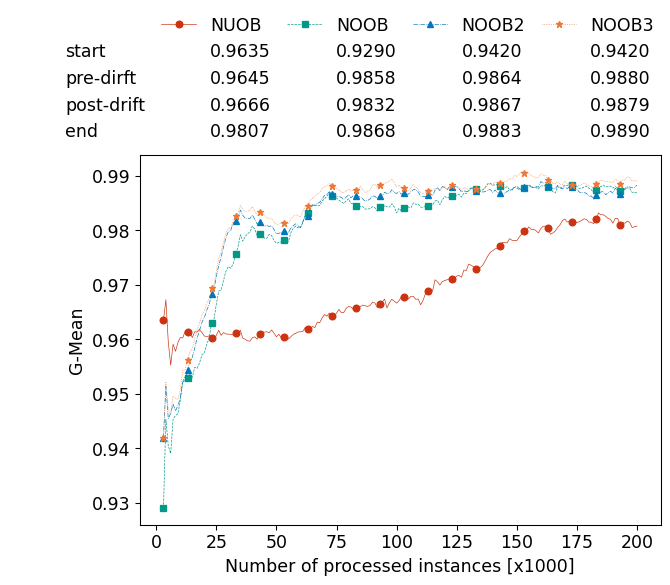 NUOB NOOB NOOB2 NOOB3
start 0.9635 0.9290 0.9420 0.9420
pre-dirft 0.9645 0.9858 0.9864 0.9880
post-drift 0.9666 0.9832 0.9867 0.9879
end 0.9807 0.9868 0.9883 0.9890
0.99
0.98
0.97
0.96
0.95
0.94
0.93
G-Mean
0 25 50 75 100 125 150 175 200
Number of processed instances [x1000]